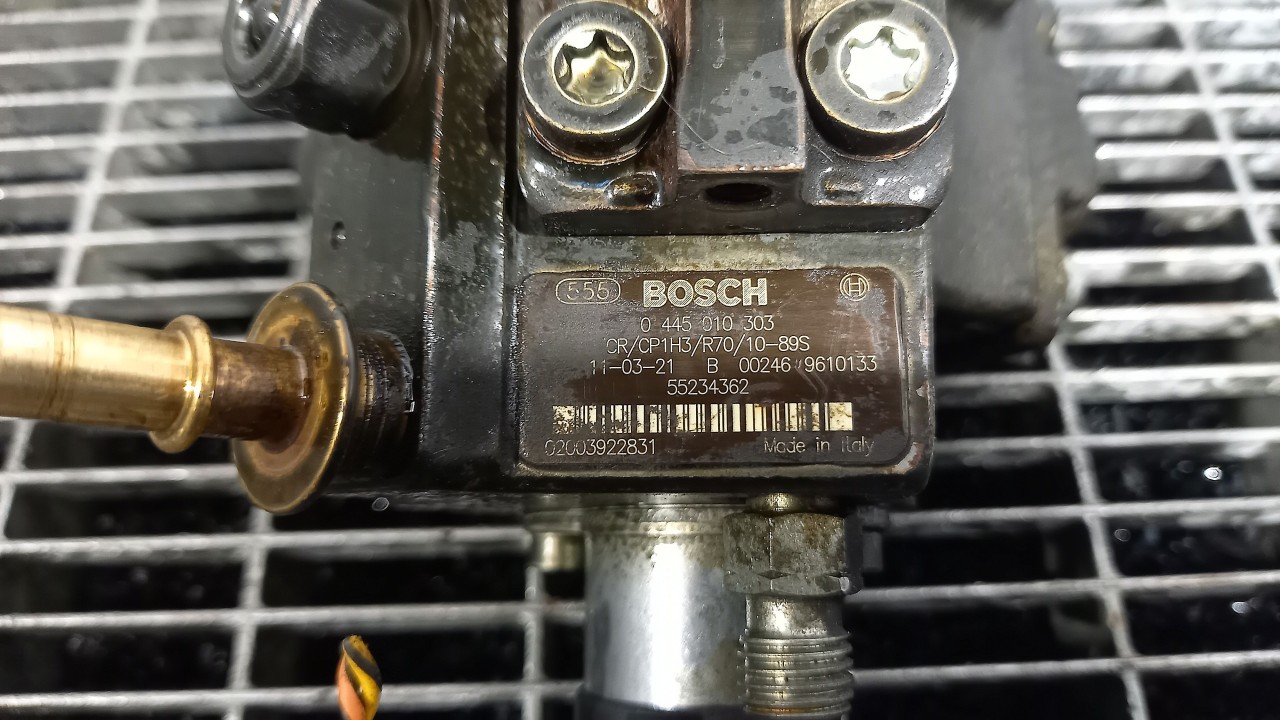 555 BOSCH H
0 445 010 303
CR/CP1H3/R70/10-89S
11-03-21 B 00246 9610133
55234362
02003922831 Made in Italy